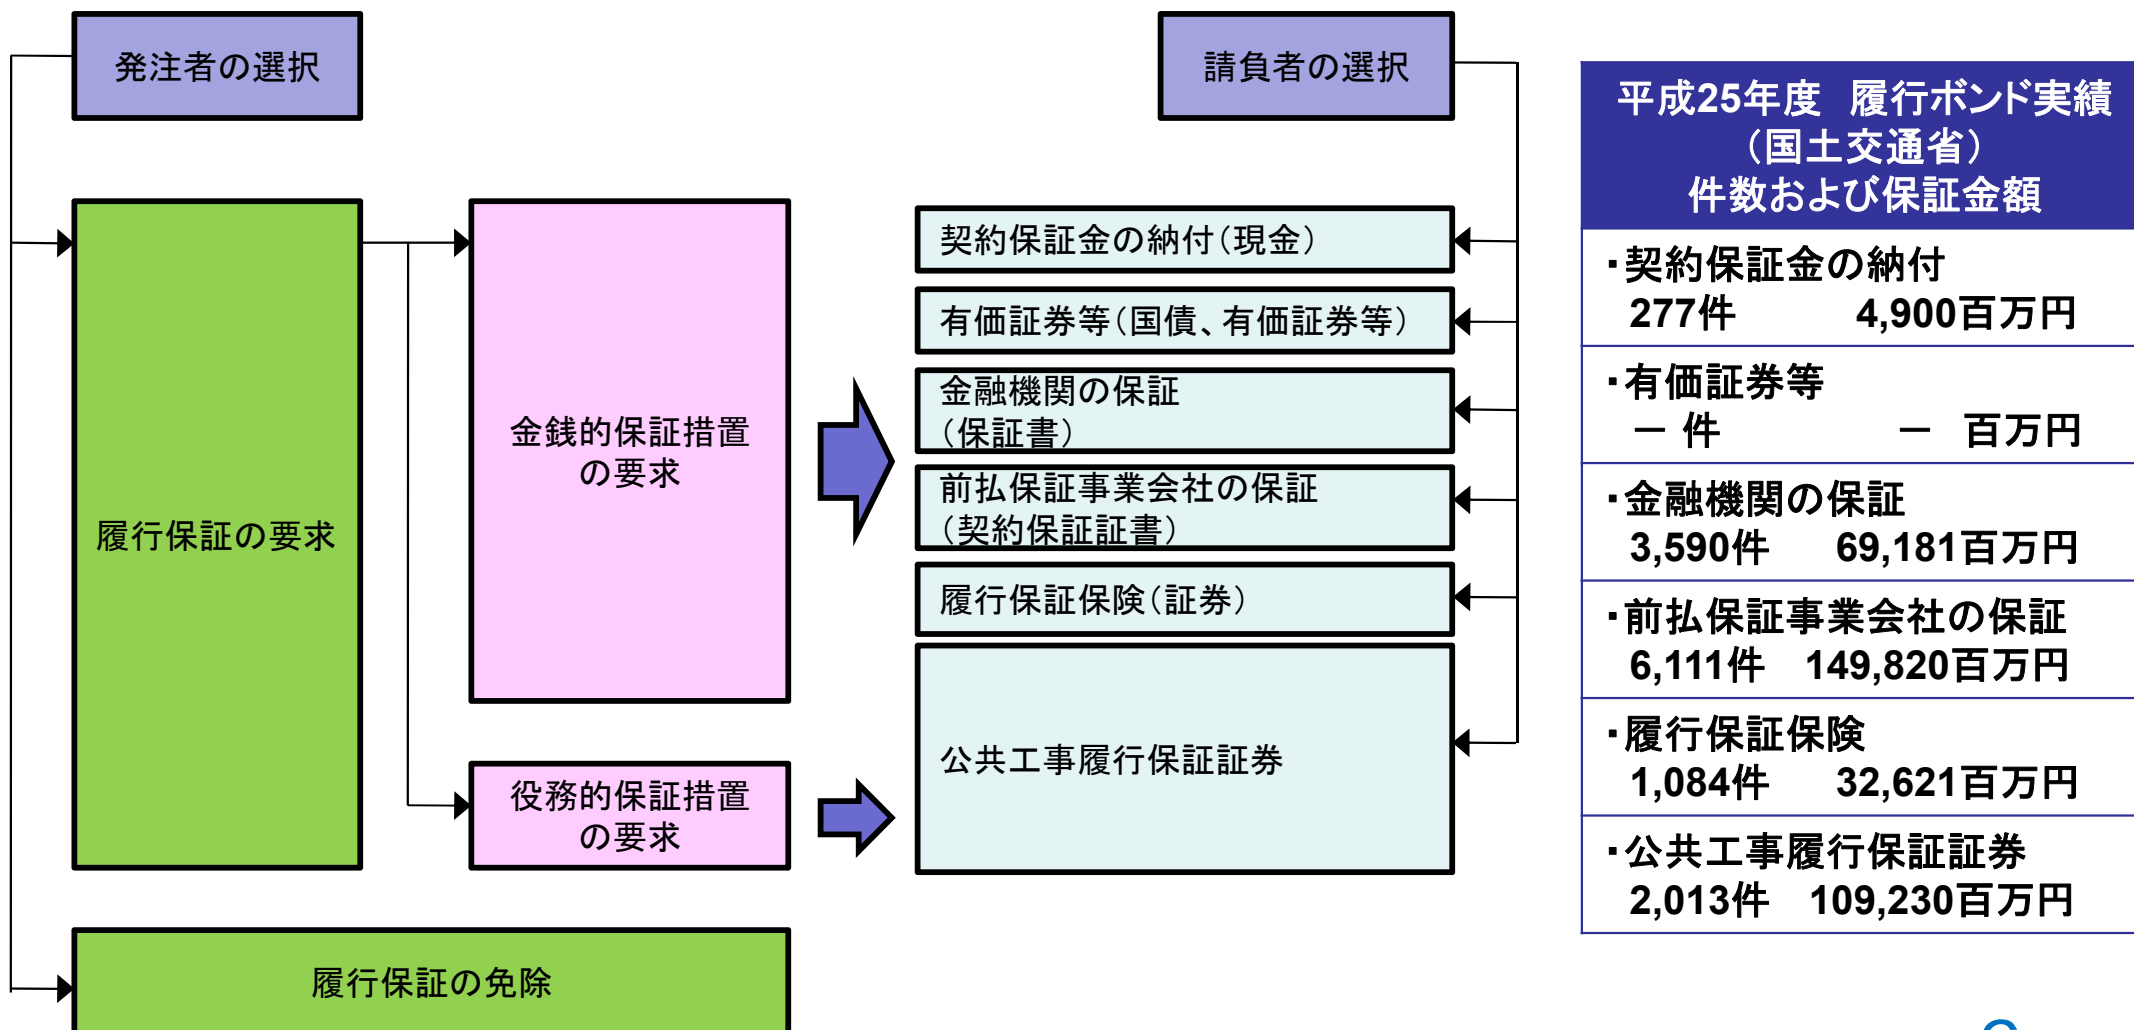 発注者の選択
請負者の選択
履行保証の要求
金銭的保証措置
の要求
役務的保証措置
の要求
履行保証の免除
契約保証金の納付（現金）
有価証券等（国債、有価証券等）
金融機関の保証
（保証書）
前払保証事業会社の保証
（契約保証証書）
履行保証保険（証券）
公共工事履行保証証券
平成25年度　履行ボンド実績
（国土交通省）
件数および保証金額
・契約保証金の納付
277件　4,900百万円
・有価証券等
－ 件　－ 百万円
・金融機関の保証
3,590件　69,181百万円
・前払保証事業会社の保証
6,111件　149,820百万円
・履行保証保険
1,084件　32,621百万円
・公共工事履行保証証券
2,013件　109,230百万円